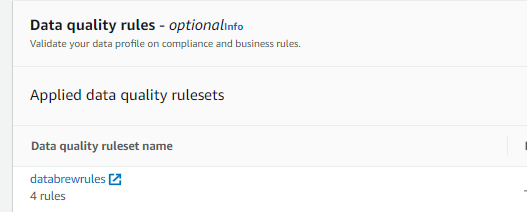 Data quality rules - optional Info
Validate your data profile on compliance and business rules.
Applied data quality rulesets
Data quality ruleset name
databrewrules
4 rules